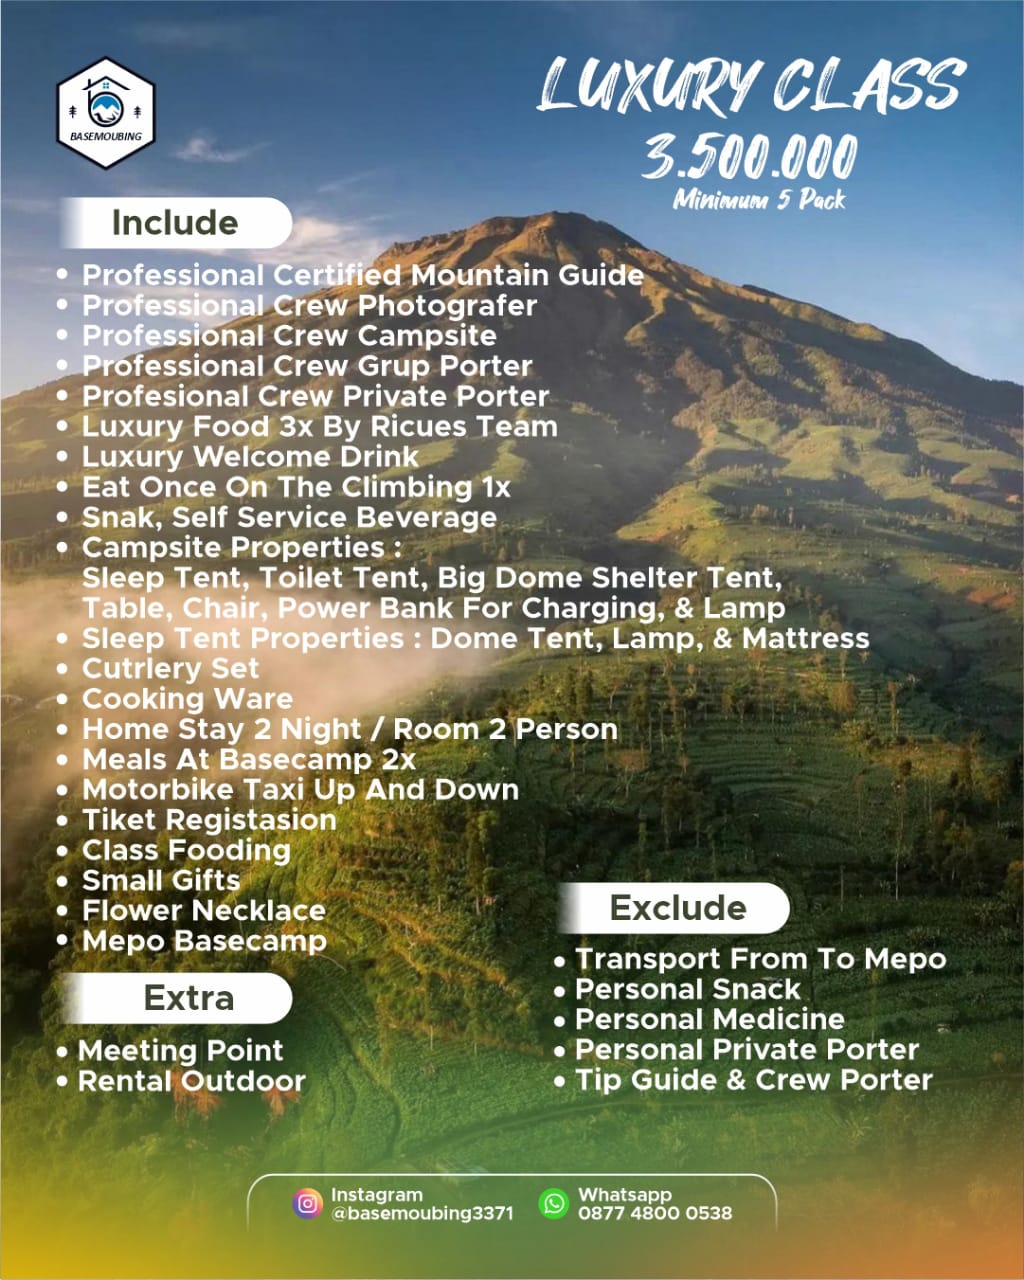 BASEMOUBING
LUXURY CLASS
3.500.000
Minimum 5 Pack
Include
• Professional Certified Mountain Guide
• Professional Crew Photografer
• Professional Crew Campsite
• Professional Crew Grup Porter
• Profesional Crew Private Porter
• Luxury Food 3x By Ricues Team
• Luxury Welcome Drink
• Eat Once On The Climbing 1x
• Snak, Self Service Beverage
• Campsite Properties :
Sleep Tent, Toilet Tent, Big Dome Shelter Tent,
Table, Chair, Power Bank For Charging, & Lamp
• Sleep Tent Properties : Dome Tent, Lamp, & Mattress
• Cutrlery Set
• Cooking Ware
• Home Stay 2 Night / Room 2 Person
• Meals At Basecamp 2x
• Motorbike Taxi Up And Down
• Tiket Registasion
• Class Fooding
• Small Gifts
• Flower Necklace
• Mepo Basecamp
Extra
• Meeting Point
• Rental Outdoor
Exclude
• Transport From To Mepo
• Personal Snack
• Personal Medicine
• Personal Private Porter
• Tip Guide & Crew Porter
Instagram
@basemoubing3371
Whatsapp
0877 4800 0538